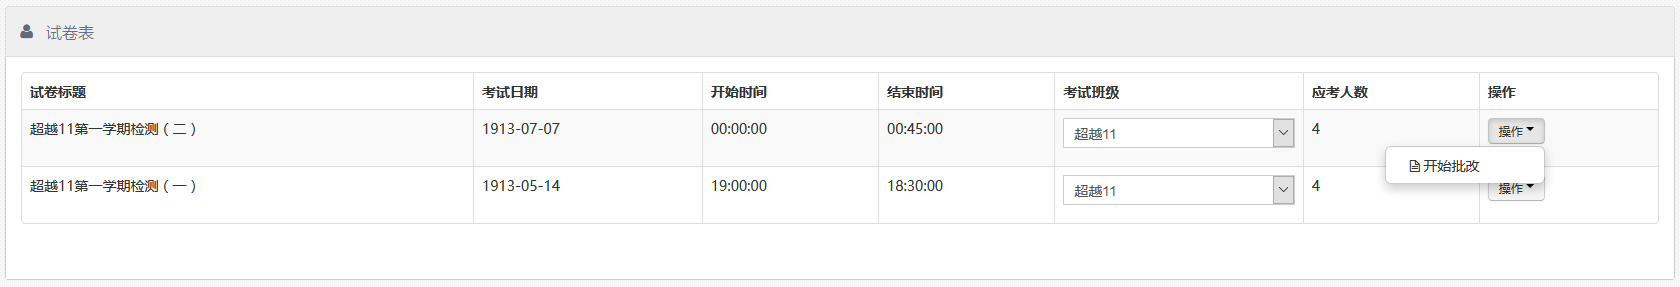 试卷表
试卷标题 考试日期 开始时间 结束时间 考试班级 应考人数 操作
超越11第一学期检测（二） 1913-07-07 00:00:00 00:45:00 超越11 4 操作
开始批改
超越11第一学期检测（一） 1913-05-14 19:00:00 18:30:00 超越11 4 操作